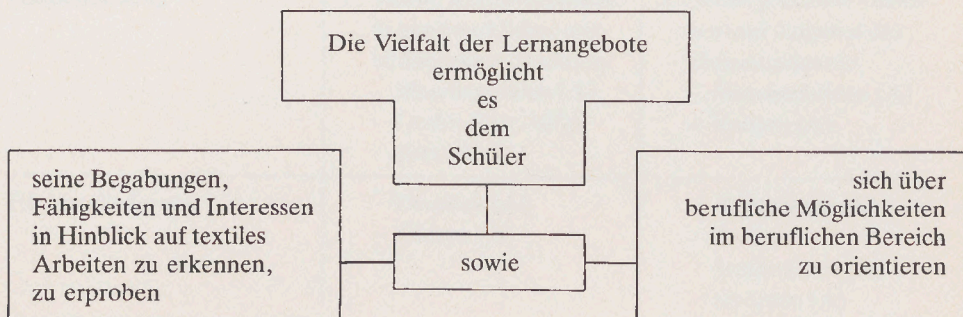 Die Vielfalt der Lernangebote
ermöglicht
es
dem
Schüler
seine Begabungen,
Fähigkeiten und Interessen
in Hinblick auf textiles
Arbeiten zu erkennen,
zu erproben
sowie
sich über
berufliche Möglichkeiten
im beruflichen Bereich
zu orientieren